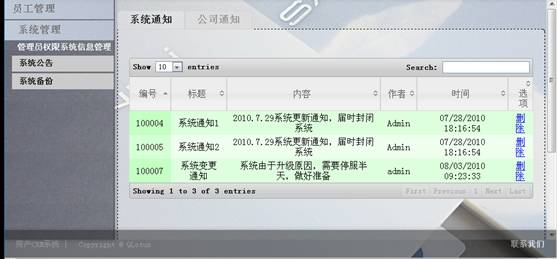 员工管理
系统管理
管理员权限系统信息管理
系统公告
系统备份
系统通知 公司通知
Show 10 entries Search:
编号 标题 内容 作者 时间 选项
100004 系统通知1 2010.7.29系统更新通知，届时封闭系统 Admin 07/28/2010 18:16:54 删除
100005 系统通知2 2010.7.29系统更新通知，届时封闭系统 Admin 07/28/2010 18:16:54 删除
100007 系统变更通知 系统由于升级原因，需要停服半天，做好准备 admin 08/03/2010 09:23:33 删除
Showing 1 to 3 of 3 entries First Previous 1 Next Last
客户CRM系统 | Copyright © GLotus 联系我们